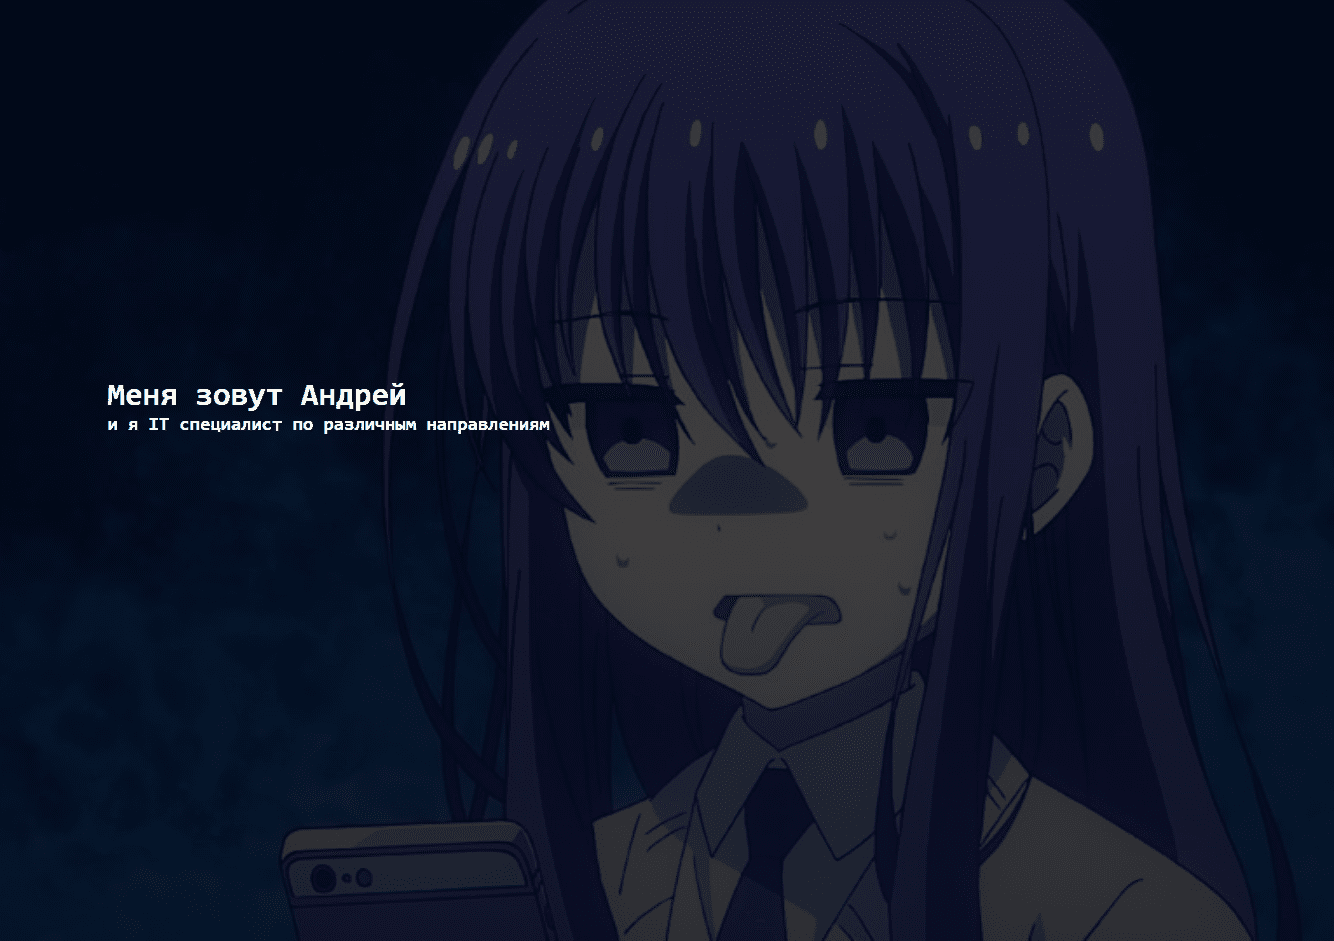 Меня зовут Андрей
и я IT специалист по различным направлениям